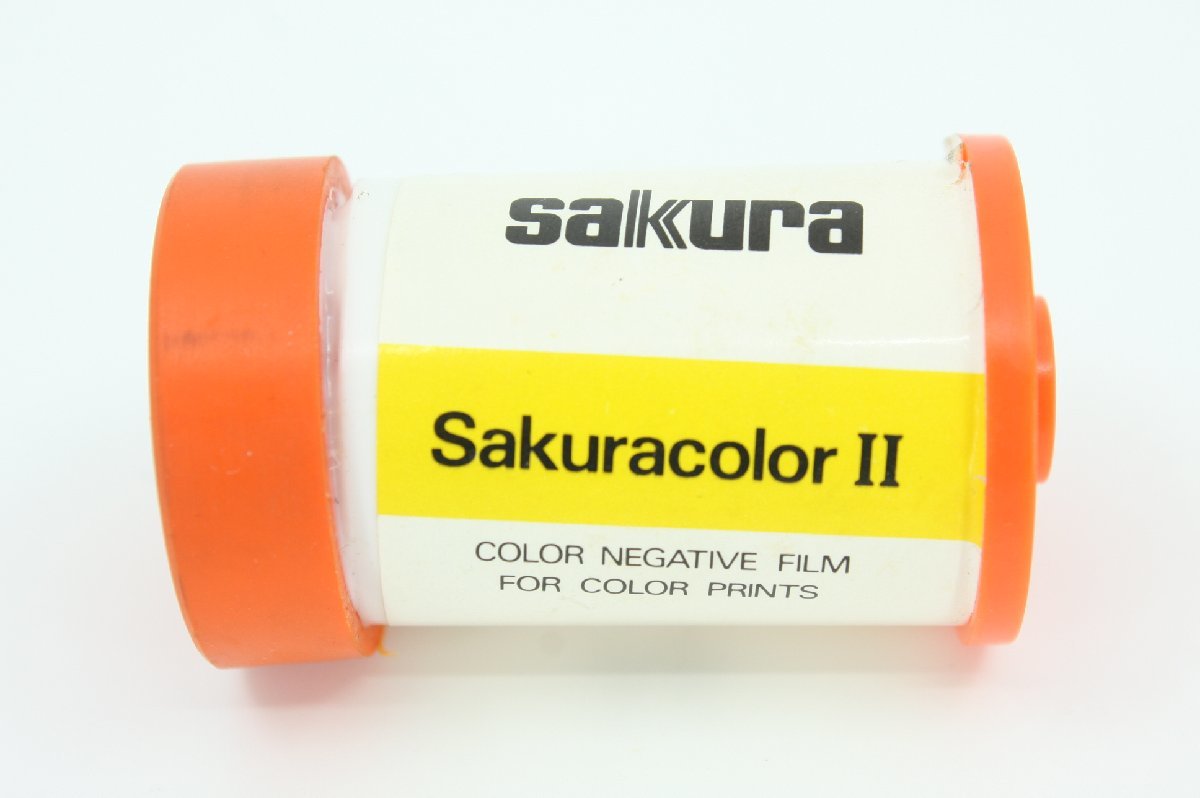 sakura
Sakuracolor II
COLOR NEGATIVE FILM
FOR COLOR PRINTS